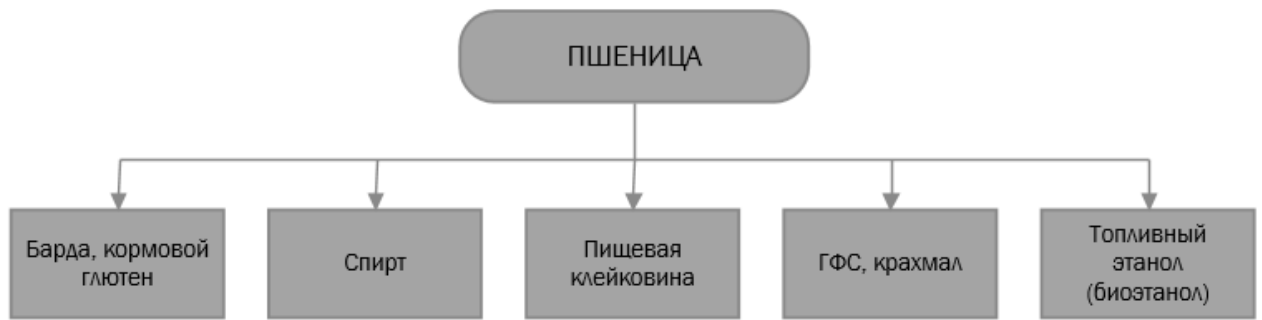 ПШЕНИЦА
Барда, кормовой
глютен
Спирт
Пищевая
клейковина
ГФС, крахмал
Топливный
этанол
(биоэтанол)